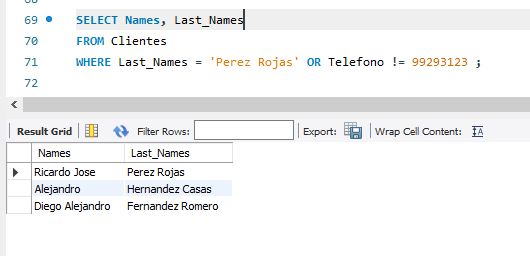 69 SELECT Names, Last_Names
70 FROM Clientes
71 WHERE Last_Names = 'Perez Rojas' OR Telefono != 99293123 ;
72
Result Grid Filter Rows: Export: Wrap Cell Content: IA
Names Last_Names
Ricardo Jose Perez Rojas
Alejandro Hernandez Casas
Diego Alejandro Fernandez Romero